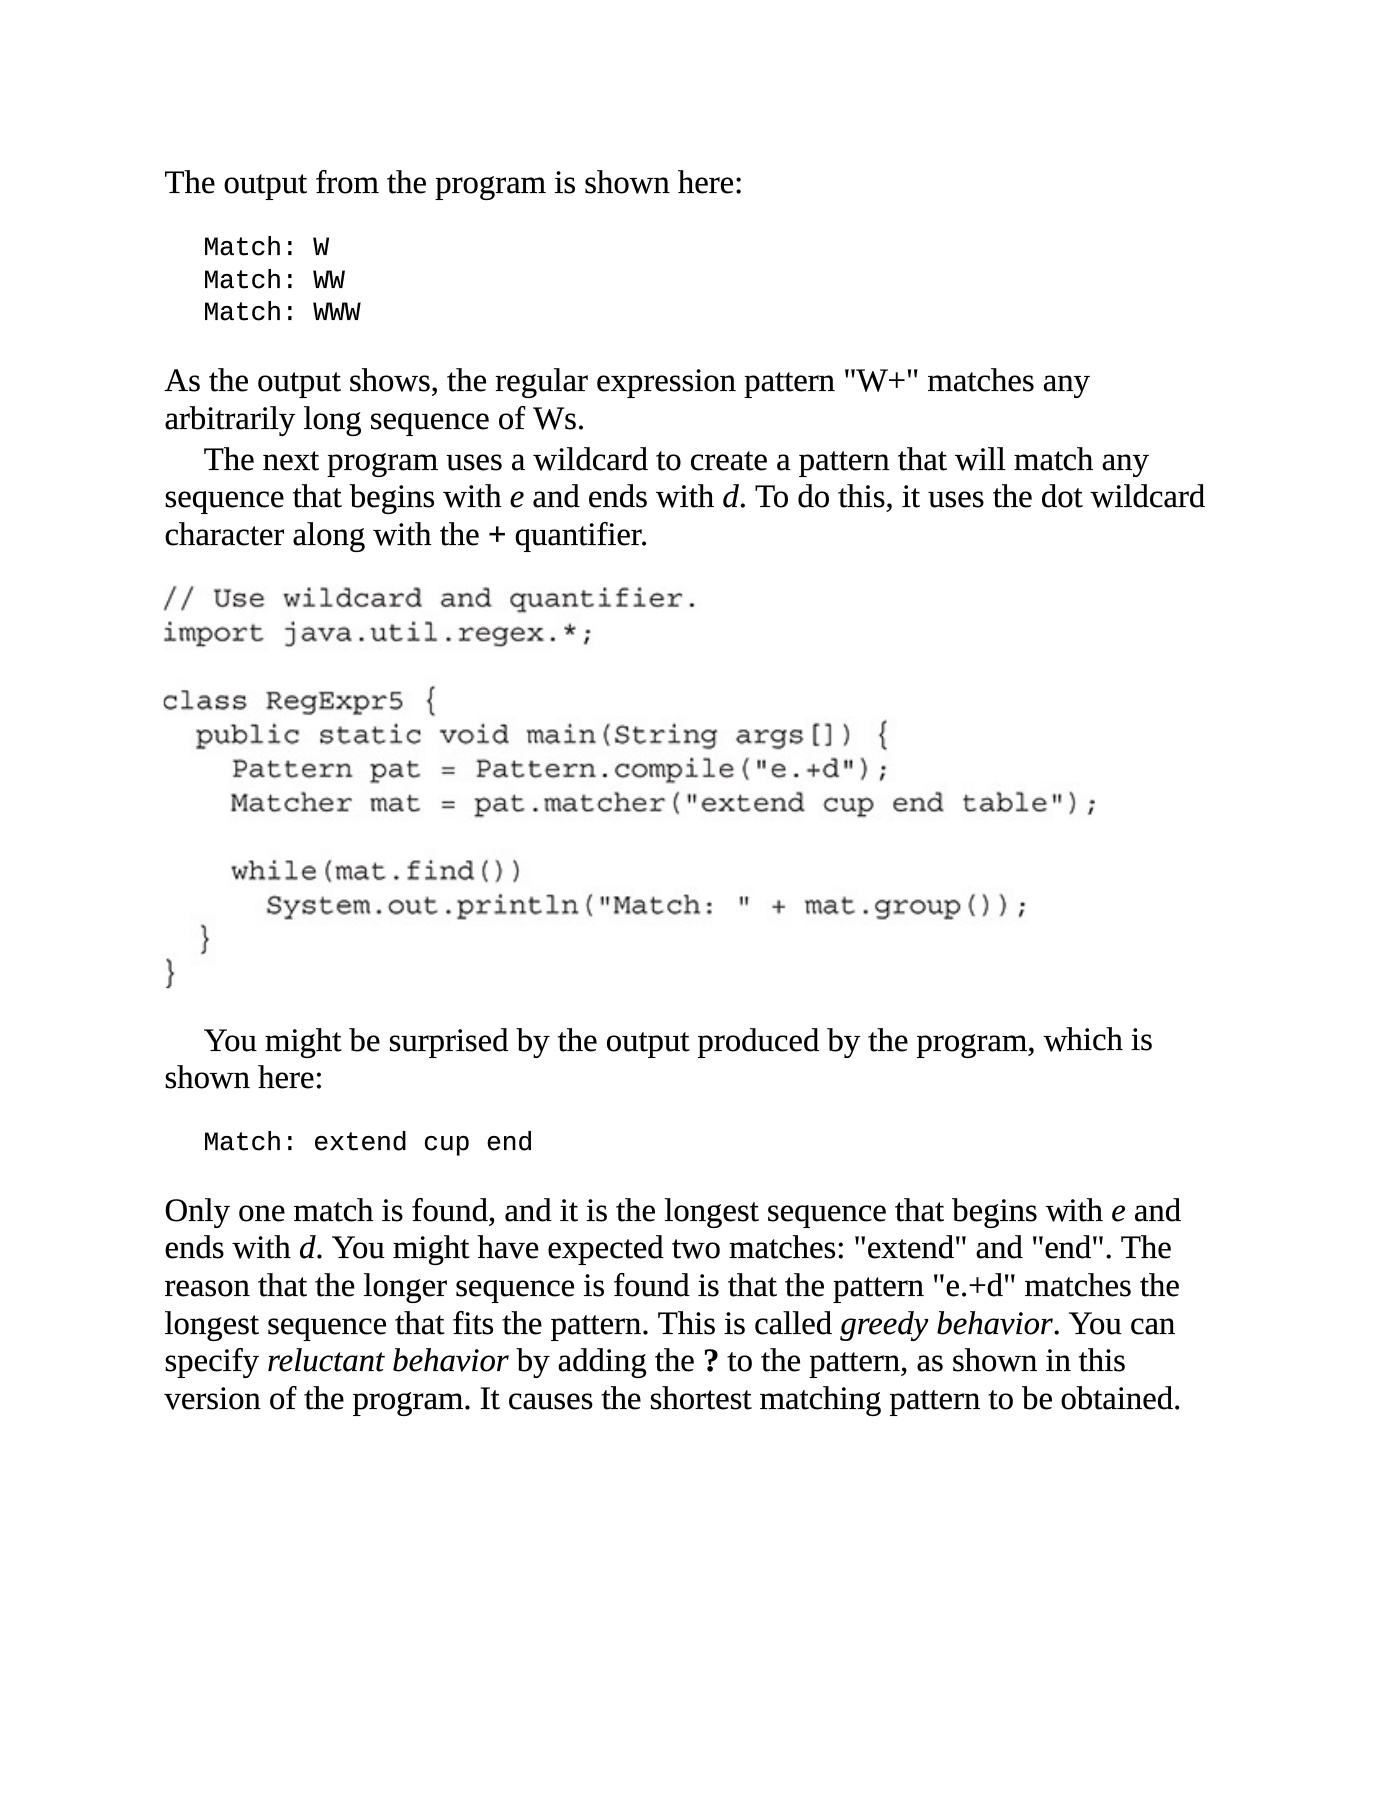 The output from the program is shown here:
Match: W
Match: WW
Match: WWW
As the output shows, the regular expression pattern "W+" matches any
arbitrarily long sequence of Ws.
The next program uses a wildcard to create a pattern that will match any
sequence that begins with e and ends with d. To do this, it uses the dot wildcard
character along with the + quantifier.
// Use wildcard and quantifier.
import java.util.regex.*;
class RegExpr5 {
public static void main(String args[]) {
Pattern pat = Pattern.compile("e.+d");
Matcher mat = pat.matcher("extend cup end table");
while(mat.find())
System.out.println("Match: " + mat.group());
}
}
You might be surprised by the output produced by the program, which is
shown here:
Match: extend cup end
Only one match is found, and it is the longest sequence that begins with e and
ends with d. You might have expected two matches: "extend" and "end". The
reason that the longer sequence is found is that the pattern "e.+d" matches the
longest sequence that fits the pattern. This is called greedy behavior. You can
specify reluctant behavior by adding the ? to the pattern, as shown in this
version of the program. It causes the shortest matching pattern to be obtained.